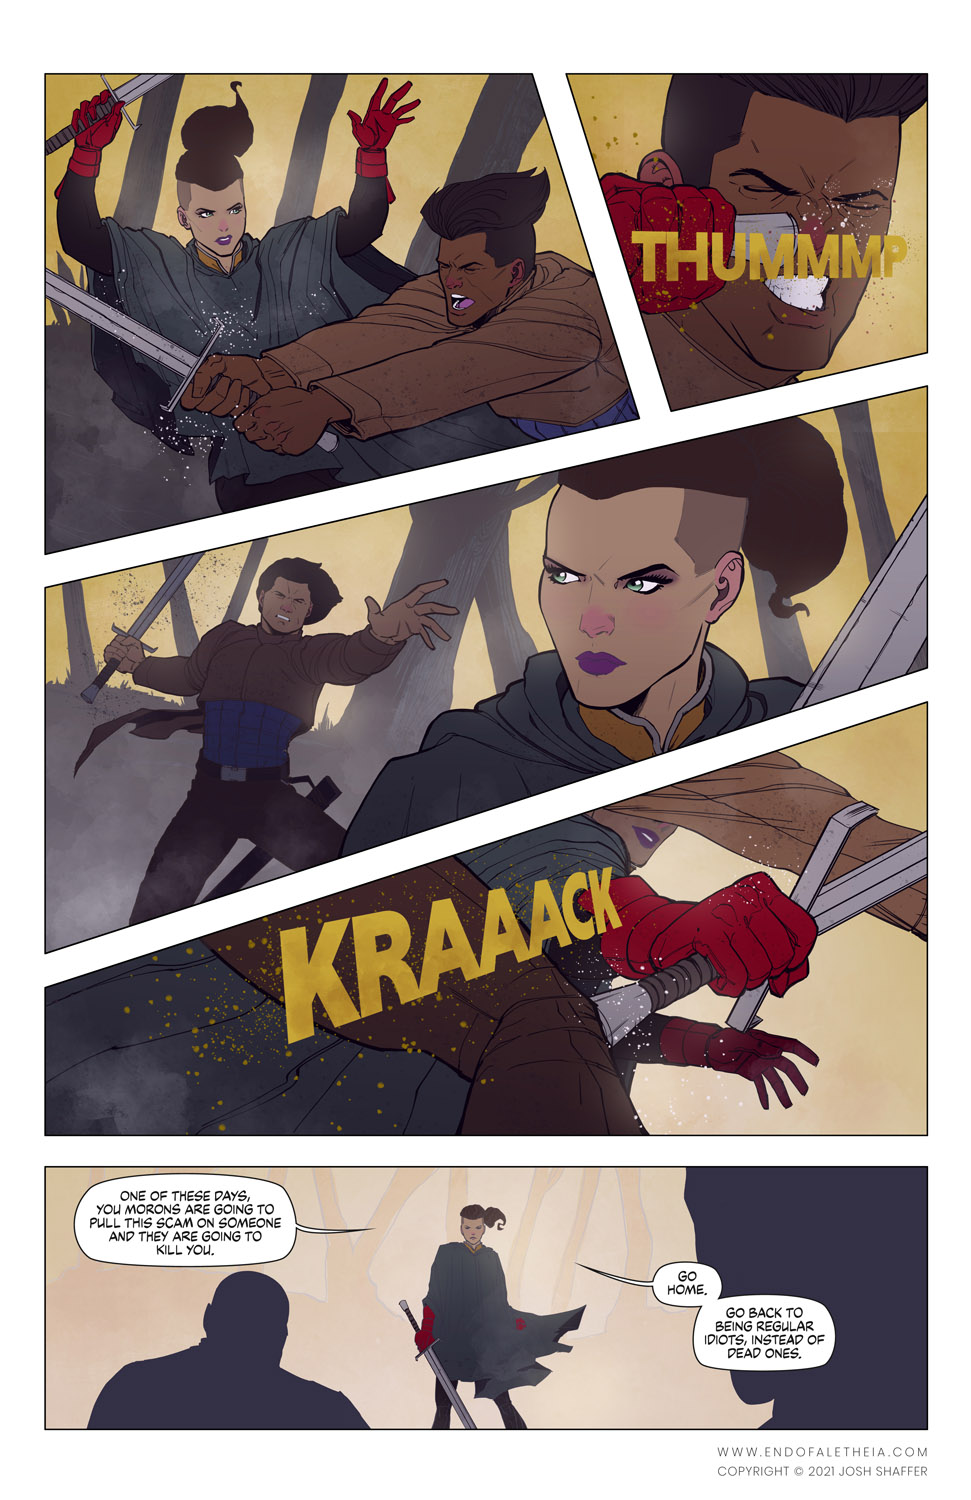 THUMMMP
KRAAACK
ONE OF THESE DAYS,
YOU MORONS ARE GOING TO
PULL THIS SCAM ON SOMEONE
AND THEY ARE GOING TO
KILL YOU.
GO
HOME.
GO BACK TO
BEING REGULAR
IDIOTS, INSTEAD OF
DEAD ONES.
WWW.ENDOFALETHEIA.COM
COPYRIGHT © 2021 JOSH SHAFFER